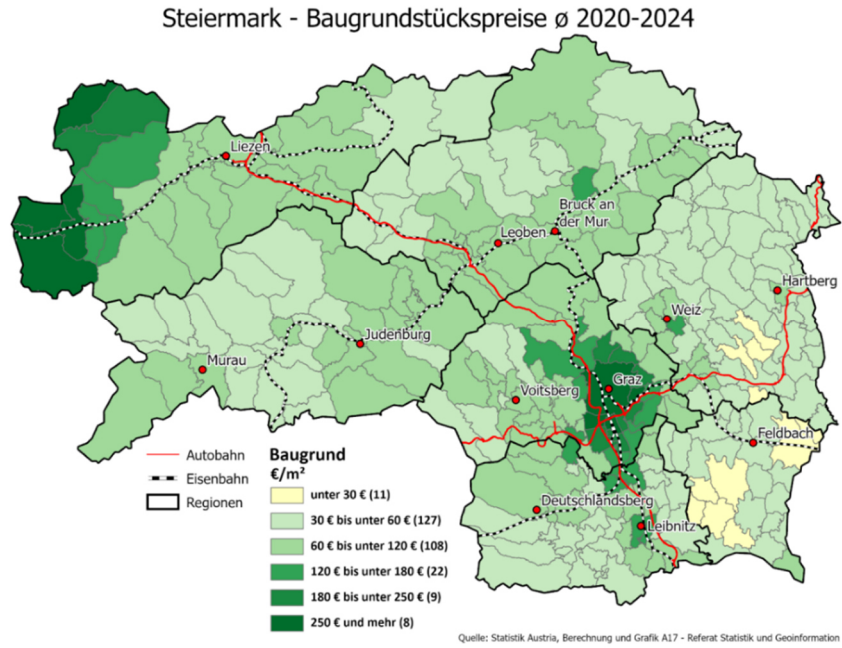 Steiermark - Baugrundstückspreise ø 2020-2024
Liezen
Bruck an
der Mur
Leoben
Hartberg
Weiz
Judenburg
Murau
Graz
Voitsberg
Feldbach
Deutschlandsberg
Leibnitz
Autobahn
Eisenbahn
Regionen
Baugrund
€/m²
unter 30 € (11)
30 € bis unter 60 € (127)
60 € bis unter 120 € (108)
120 € bis unter 180 € (22)
180 € bis unter 250 € (9)
250 € und mehr (8)
Quelle: Statistik Austria, Berechnung und Grafik A17 - Referat Statistik und Geoinformation